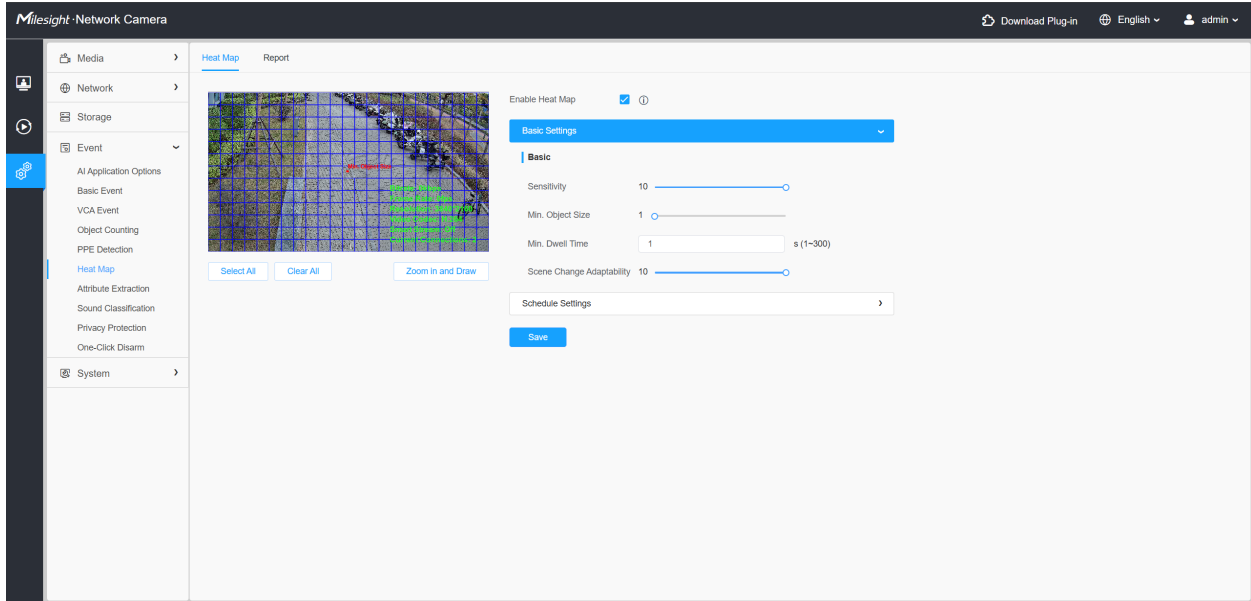 Milesight · Network Camera
Download Plug-in
English
admin
Media
Network
Storage
Event
AI Application Options
Basic Event
VCA Event
Object Counting
PPE Detection
Heat Map
Attribute Extraction
Sound Classification
Privacy Protection
One-Click Disarm
System
Heat Map Report
Select All Clear All Zoom in and Draw
Enable Heat Map
Basic Settings
Basic
Sensitivity 10
Min. Object Size 1
Min. Dwell Time 1 s (1~300)
Scene Change Adaptability 10
Schedule Settings
Save